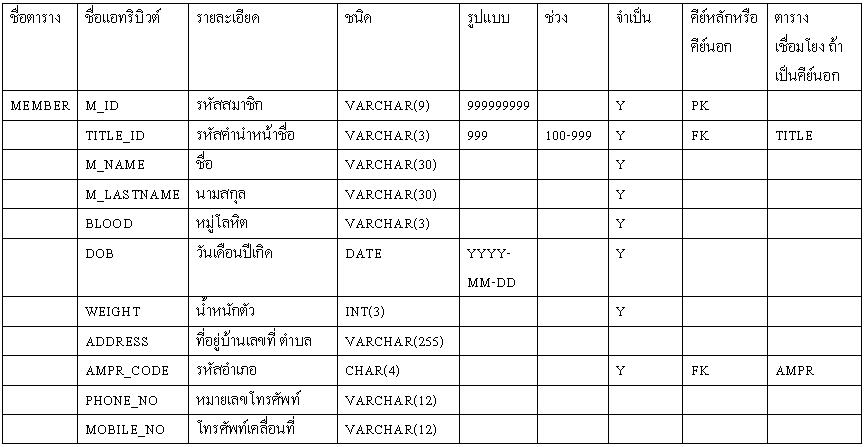 ชื่อตาราง ชื่อแอทริบิวต์ รายละเอียด ชนิด รูปแบบ ช่วง จำเป็น คีย์หลักหรือ ตาราง
คีย์นอก เชื่อมโยง ถ้า
เป็นคีย์นอก
MEMBER M_ID รหัสสมาชิก VARCHAR(9) 999999999 Y PK
TITLE_ID รหัสคำนำหน้าชื่อ VARCHAR(3) 999 100-999 Y FK TITLE
M_NAME ชื่อ VARCHAR(30) Y
M_LASTNAME นามสกุล VARCHAR(30) Y
BLOOD หมู่โลหิต VARCHAR(3) Y
DOB วันเดือนปีเกิด DATE YYYY- Y
MM-DD
WEIGHT น้ำหนักตัว INT(3) Y
ADDRESS ที่อยู่บ้านเลขที่ ตำบล VARCHAR(255)
AMPR_CODE รหัสอำเภอ CHAR(4) Y FK AMPR
PHONE_NO หมายเลขโทรศัพท์ VARCHAR(12)
MOBILE_NO โทรศัพท์เคลื่อนที่ VARCHAR(12)